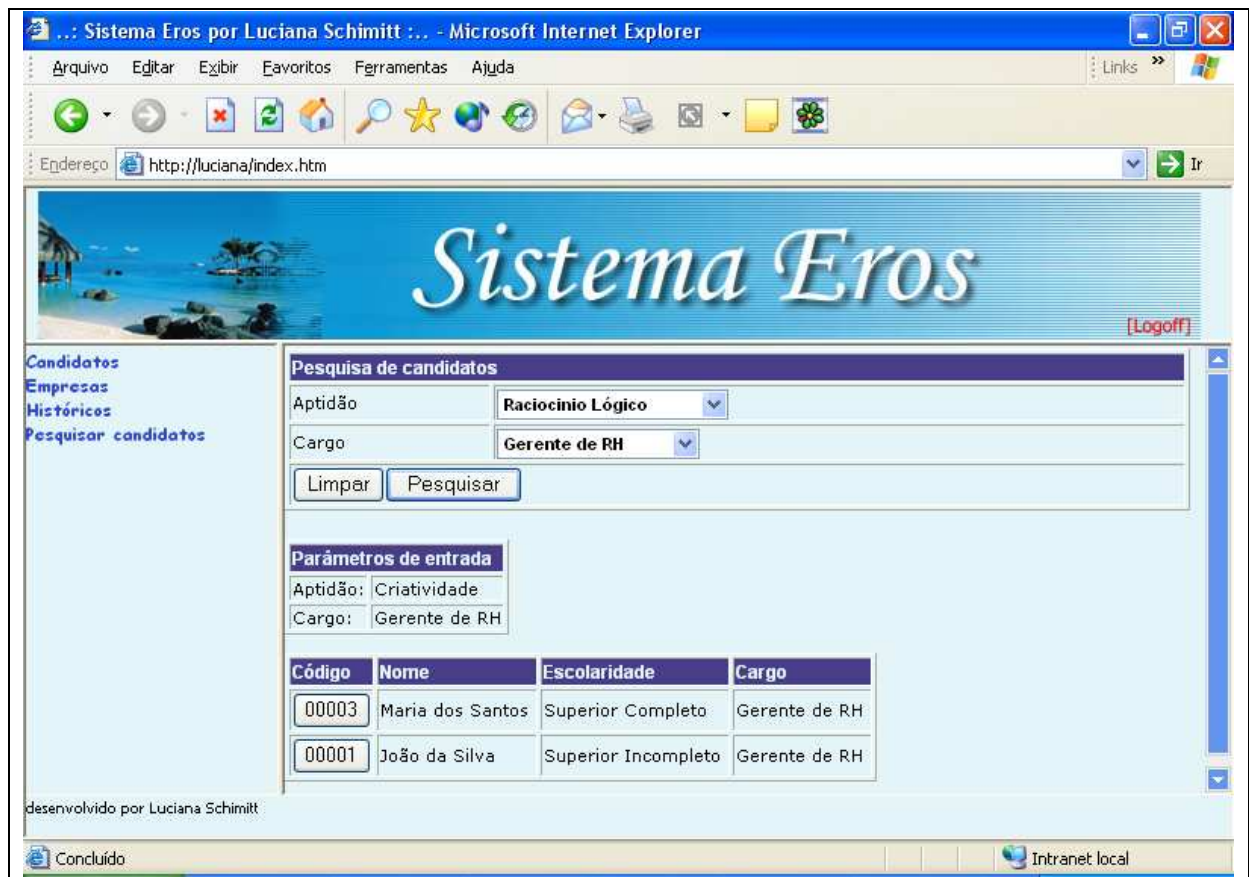 ..: Sistema Eros por Luciana Schimitt :.. - Microsoft Internet Explorer
Arquivo Editar Exibir Favoritos Ferramentas Ajuda Links »
Endereço http://luciana/index.htm Ir
Sistema Eros
[Logoff]
Candidatos
Empresas
Históricos
Pesquisar candidatos
Pesquisa de candidatos
Aptidão Raciocinio Lógico
Cargo Gerente de RH
Limpar Pesquisar
Parâmetros de entrada
Aptidão: Criatividade
Cargo: Gerente de RH
Código Nome Escolaridade Cargo
00003 Maria dos Santos Superior Completo Gerente de RH
00001 João da Silva Superior Incompleto Gerente de RH
desenvolvido por Luciana Schimitt
Concluído Intranet local